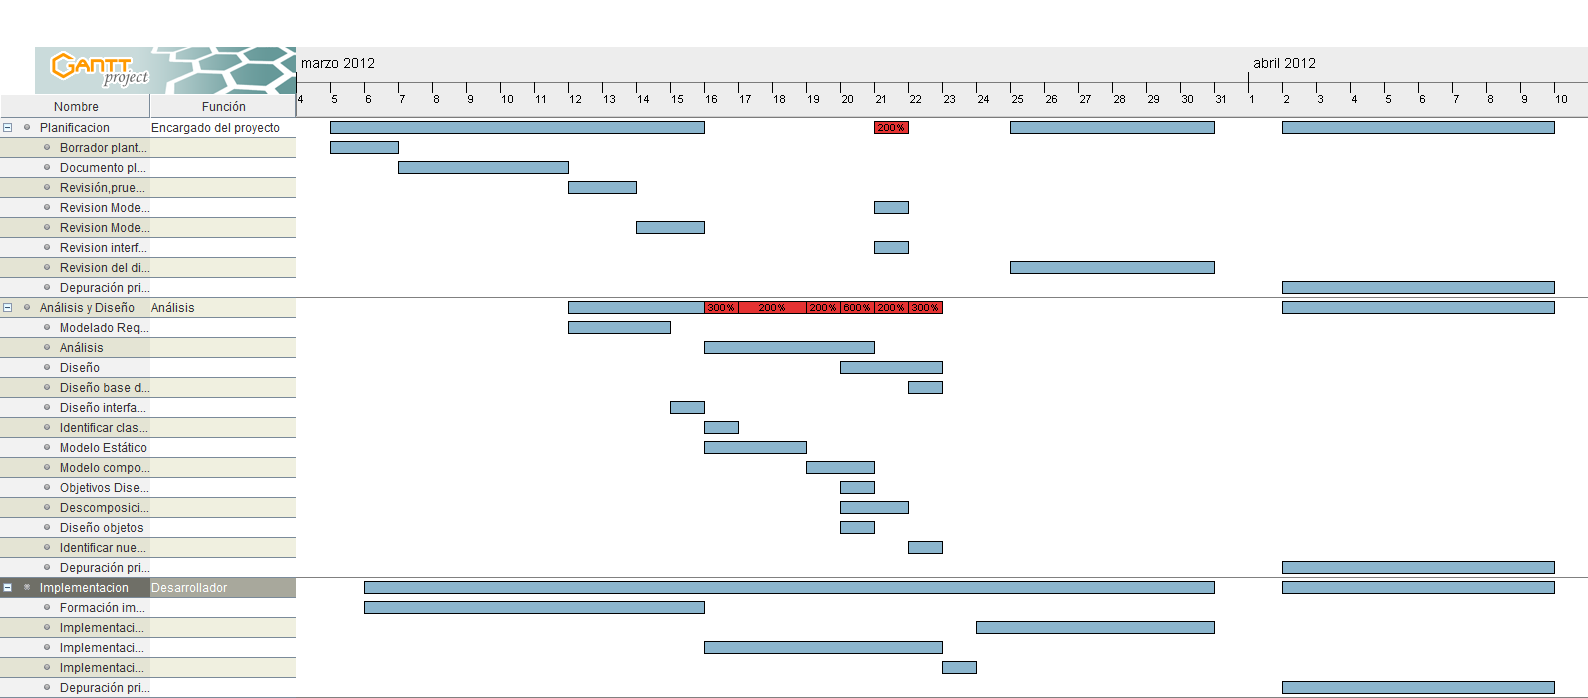 GANTT project
marzo 2012
abril 2012
4 5 6 7 8 9 10 11 12 13 14 15 16 17 18 19 20 21 22 23 24 25 26 27 28 29 30 31 1 2 3 4 5 6 7 8 9 10
Nombre Función
Planificacion Encargado del proyecto 200%
Borrador plant...
Documento pl...
Revisión,prue...
Revision Mode...
Revision Mode...
Revision interf...
Revision del di...
Depuración pri...
Análisis y Diseño Análisis 300% 200% 200% 600% 200% 300%
Modelado Req...
Análisis
Diseño
Diseño base d...
Diseño interfa...
Identificar clas...
Modelo Estático
Modelo compo...
Objetivos Dise...
Descomposici...
Diseño objetos
Identificar nue...
Depuración pri...
Implementacion Desarrollador
Formación im...
Implementaci...
Implementaci...
Implementaci...
Depuración pri...